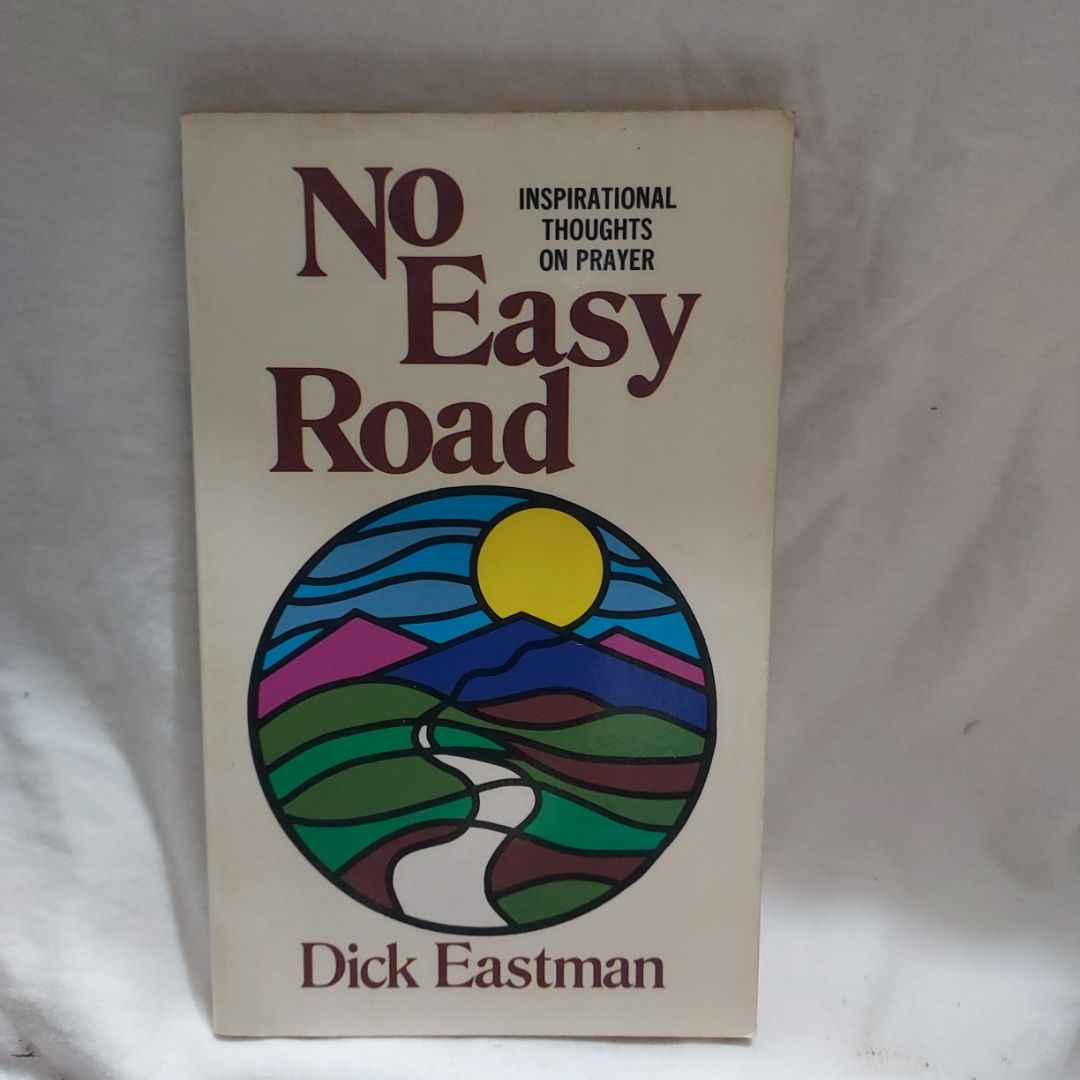 No
Easy
Road
INSPIRATIONAL
THOUGHTS
ON PRAYER
Dick Eastman